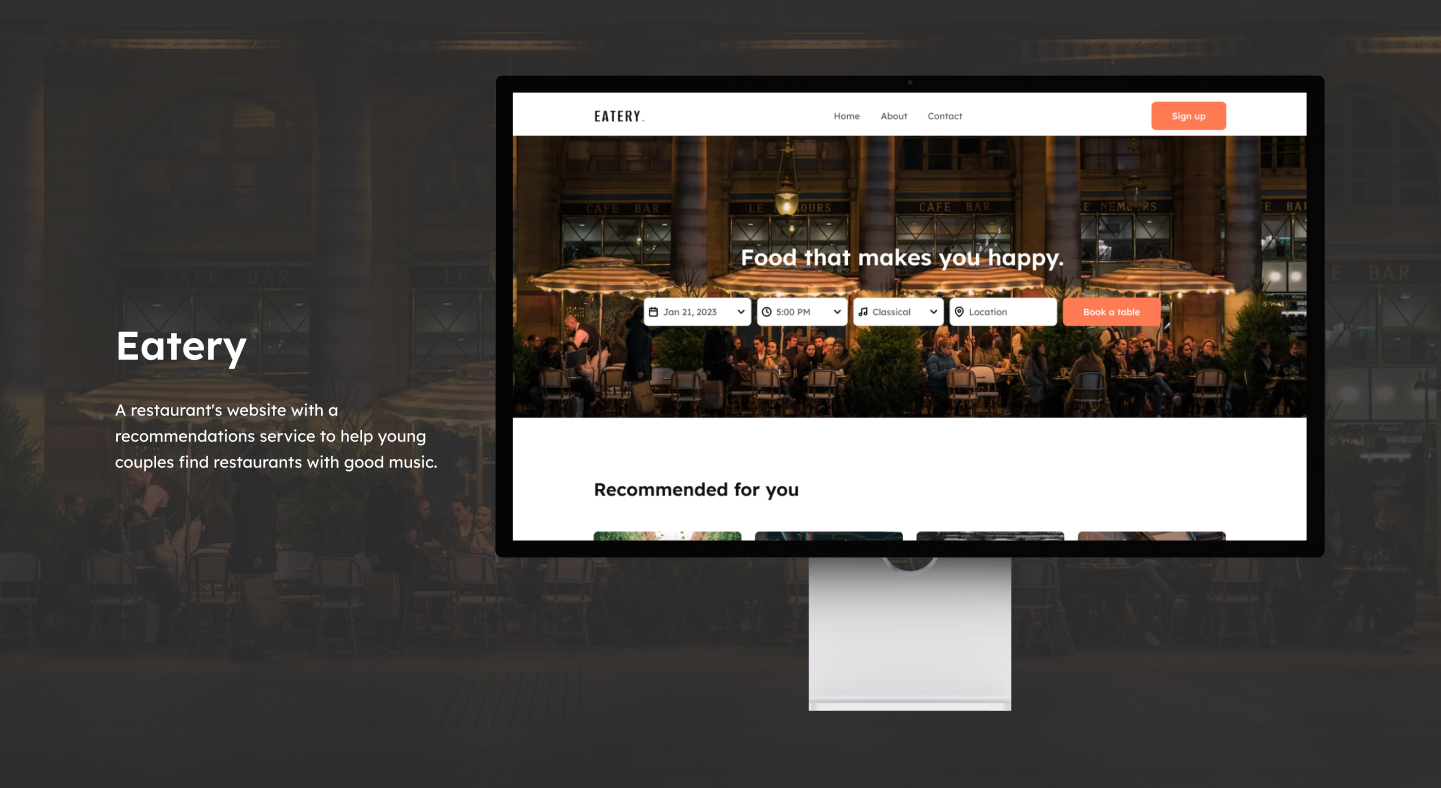 Eatery
A restaurant's website with a
recommendations service to help young
couples find restaurants with good music.
EATERY.
Home About Contact
Sign up
CAFE BAR LE NEMOURS CAFE BAR LE NEMOURS
Food that makes you happy.
Jan 21, 2023 5:00 PM Classical Location Book a table
Recommended for you
CAFE BAR